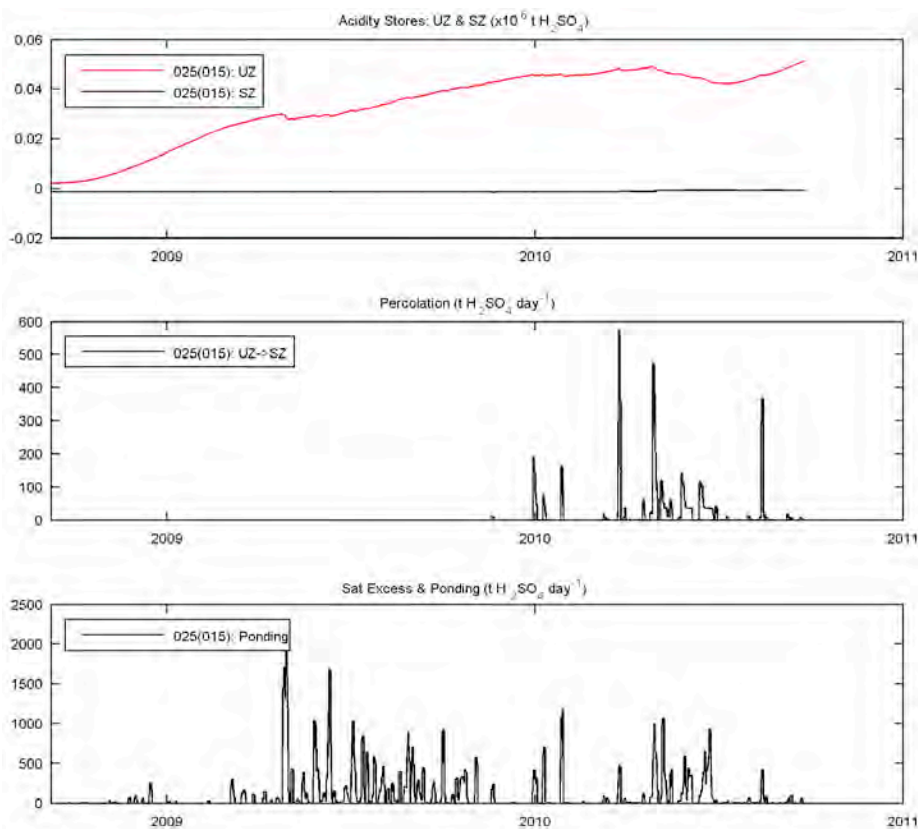 Acidity Stores: UZ & SZ (x10⁶ t H₂SO₄)
0.06
025(015): UZ
025(015): SZ
0.04
0.02
0
-0.02
2009 2010 2011
Percolation (t H₂SO₄ day⁻¹)
600
025(015): UZ->SZ
500
400
300
200
100
0
2009 2010 2011
Sat Excess & Ponding (t H₂SO₄ day⁻¹)
2500
025(015): Ponding
2000
1500
1000
500
0
2009 2010 2011